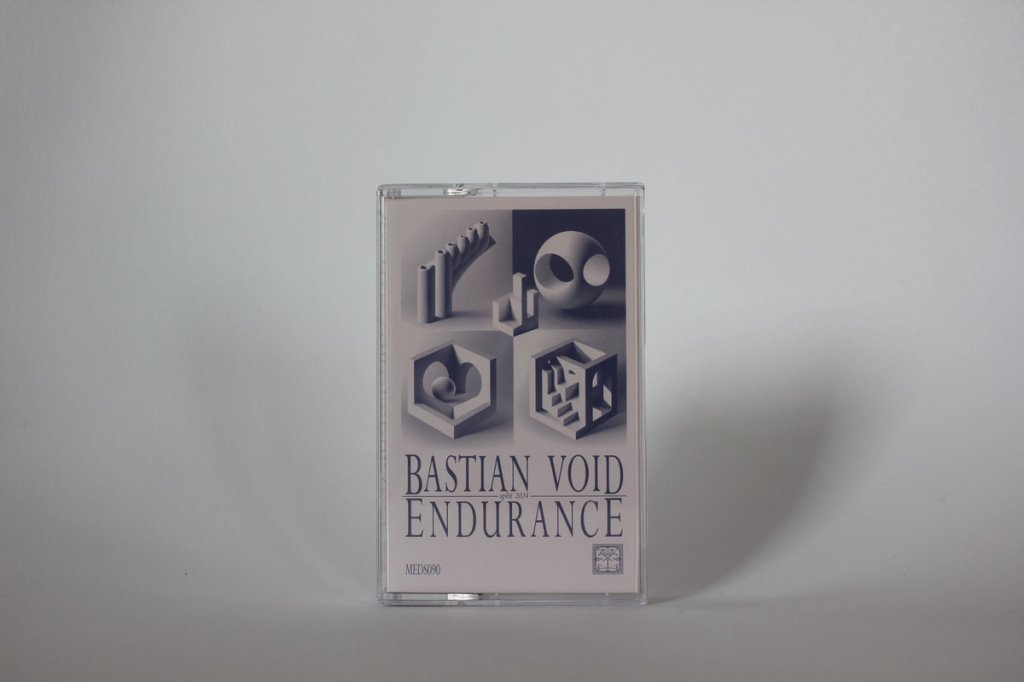 BASTIAN VOID
split 2024
ENDURANCE
MEDS090